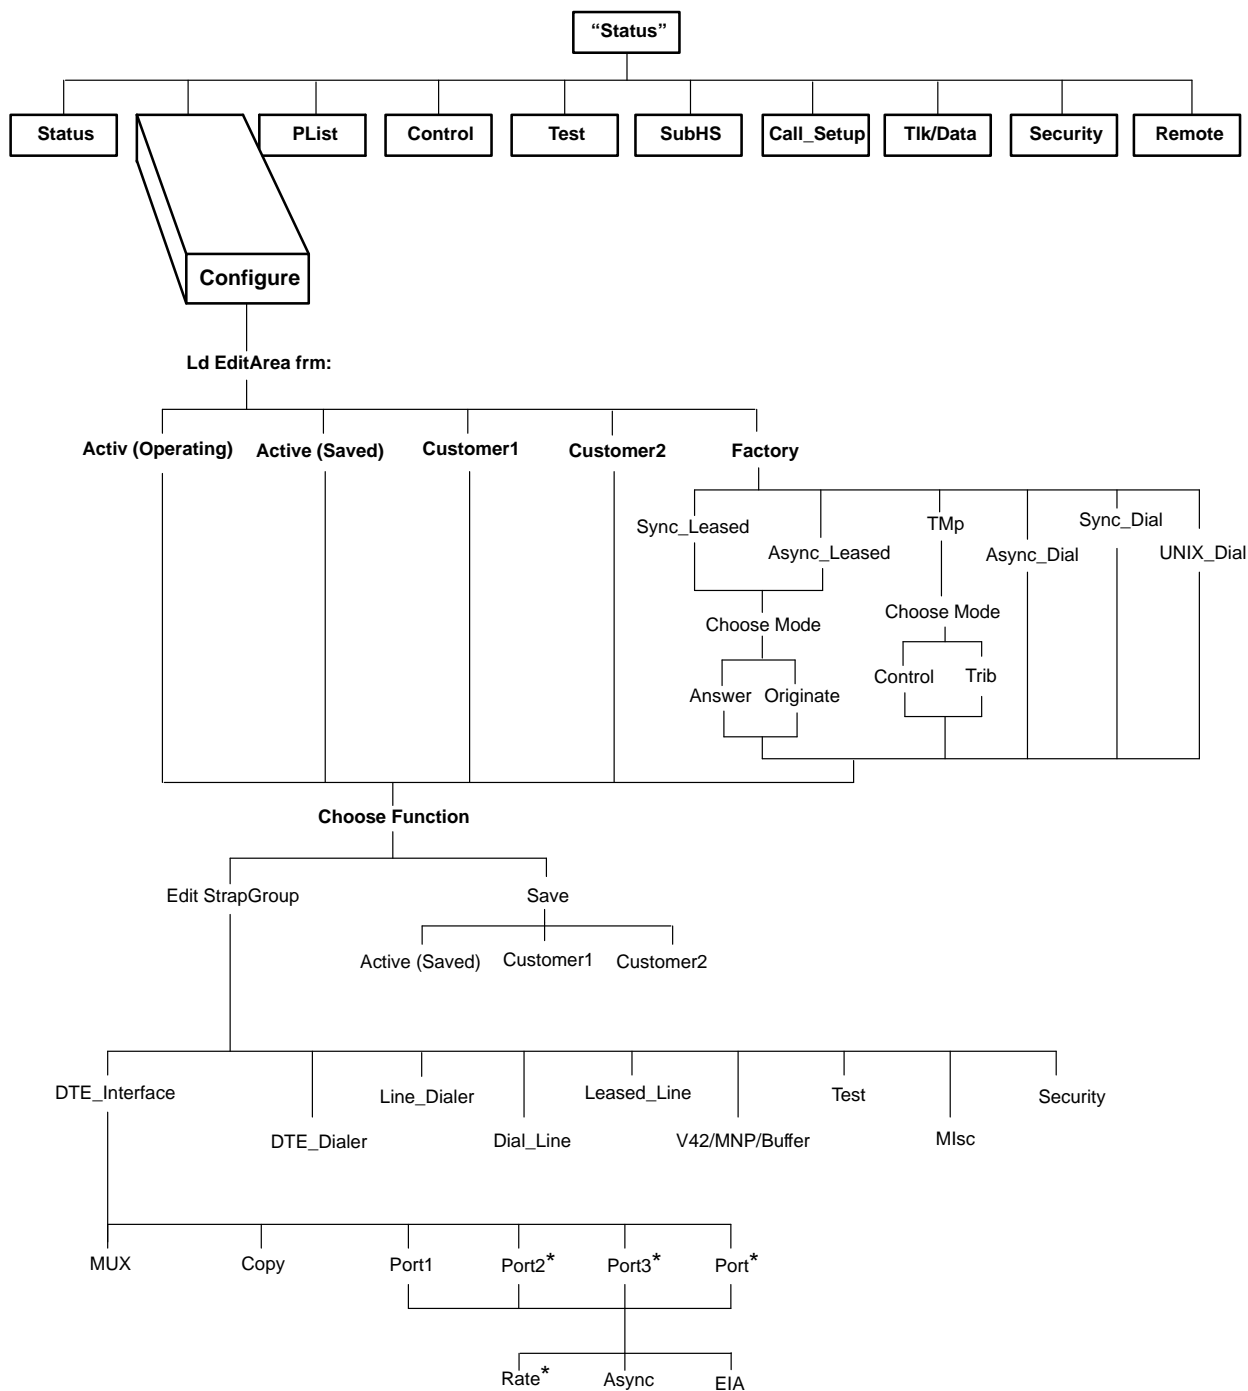 “Status”
Status
PList
Control
Test
SubHS
Call_Setup
Tlk/Data
Security
Remote
Configure
Ld EditArea frm:
Activ (Operating)
Active (Saved)
Customer1
Customer2
Factory
Sync_Leased
Async_Leased
TMp
Async_Dial
Sync_Dial
UNIX_Dial
Choose Mode
Choose Mode
Answer
Originate
Control
Trib
Choose Function
Edit StrapGroup
Save
Active (Saved)
Customer1
Customer2
DTE_Interface
DTE_Dialer
Line_Dialer
Dial_Line
Leased_Line
V42/MNP/Buffer
Test
MIsc
Security
MUX
Copy
Port1
Port2*
Port3*
Port*
Rate*
Async
EIA